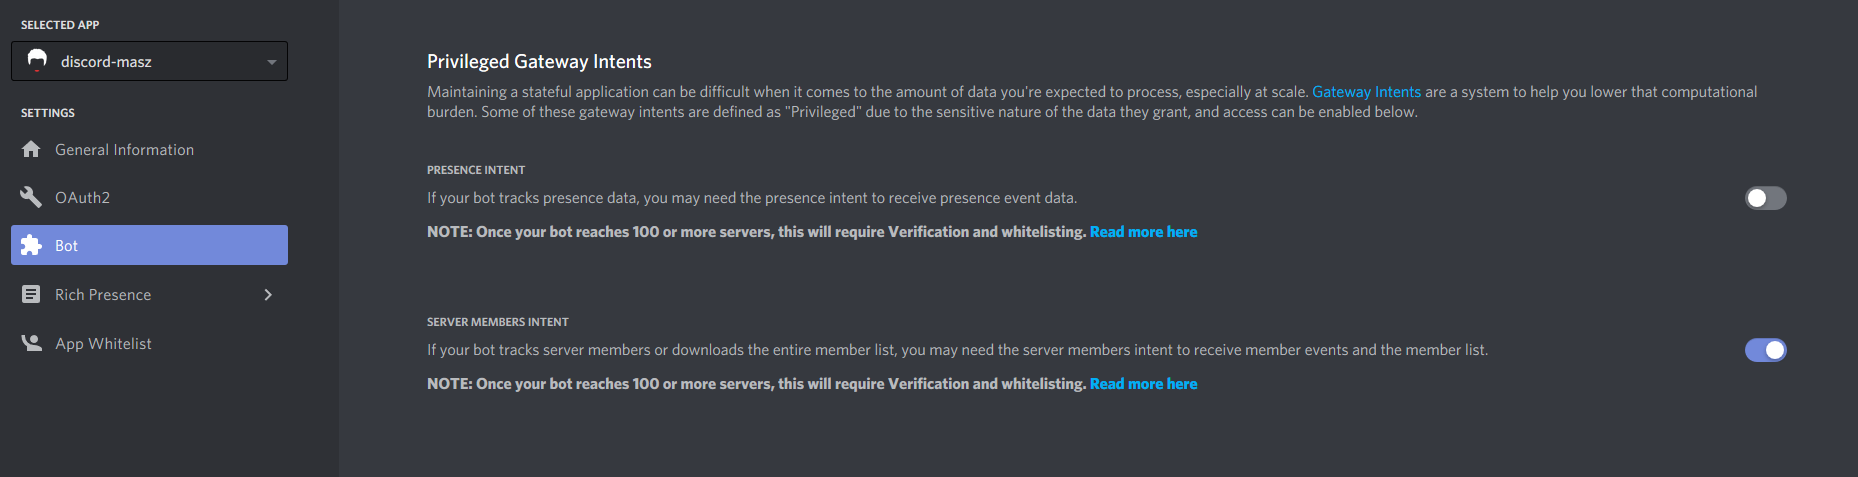 SELECTED APP
discord-masz
SETTINGS
General Information
OAuth2
Bot
Rich Presence
App Whitelist
Privileged Gateway Intents
Maintaining a stateful application can be difficult when it comes to the amount of data you're expected to process, especially at scale. Gateway Intents are a system to help you lower that computational
burden. Some of these gateway intents are defined as "Privileged" due to the sensitive nature of the data they grant, and access can be enabled below.
PRESENCE INTENT
If your bot tracks presence data, you may need the presence intent to receive presence event data.
NOTE: Once your bot reaches 100 or more servers, this will require Verification and whitelisting. Read more here
SERVER MEMBERS INTENT
If your bot tracks server members or downloads the entire member list, you may need the server members intent to receive member events and the member list.
NOTE: Once your bot reaches 100 or more servers, this will require Verification and whitelisting. Read more here